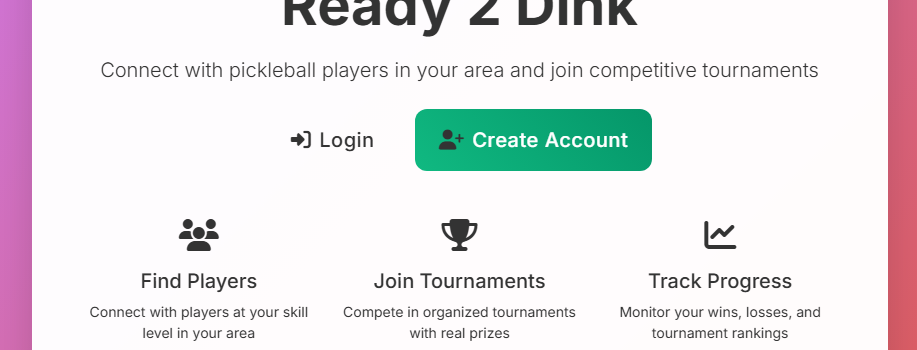 Ready 2 Dink
Connect with pickleball players in your area and join competitive tournaments
Login
Create Account
Find Players
Join Tournaments
Track Progress
Connect with players at your skill
level in your area
Compete in organized tournaments
with real prizes
Monitor your wins, losses, and
tournament rankings